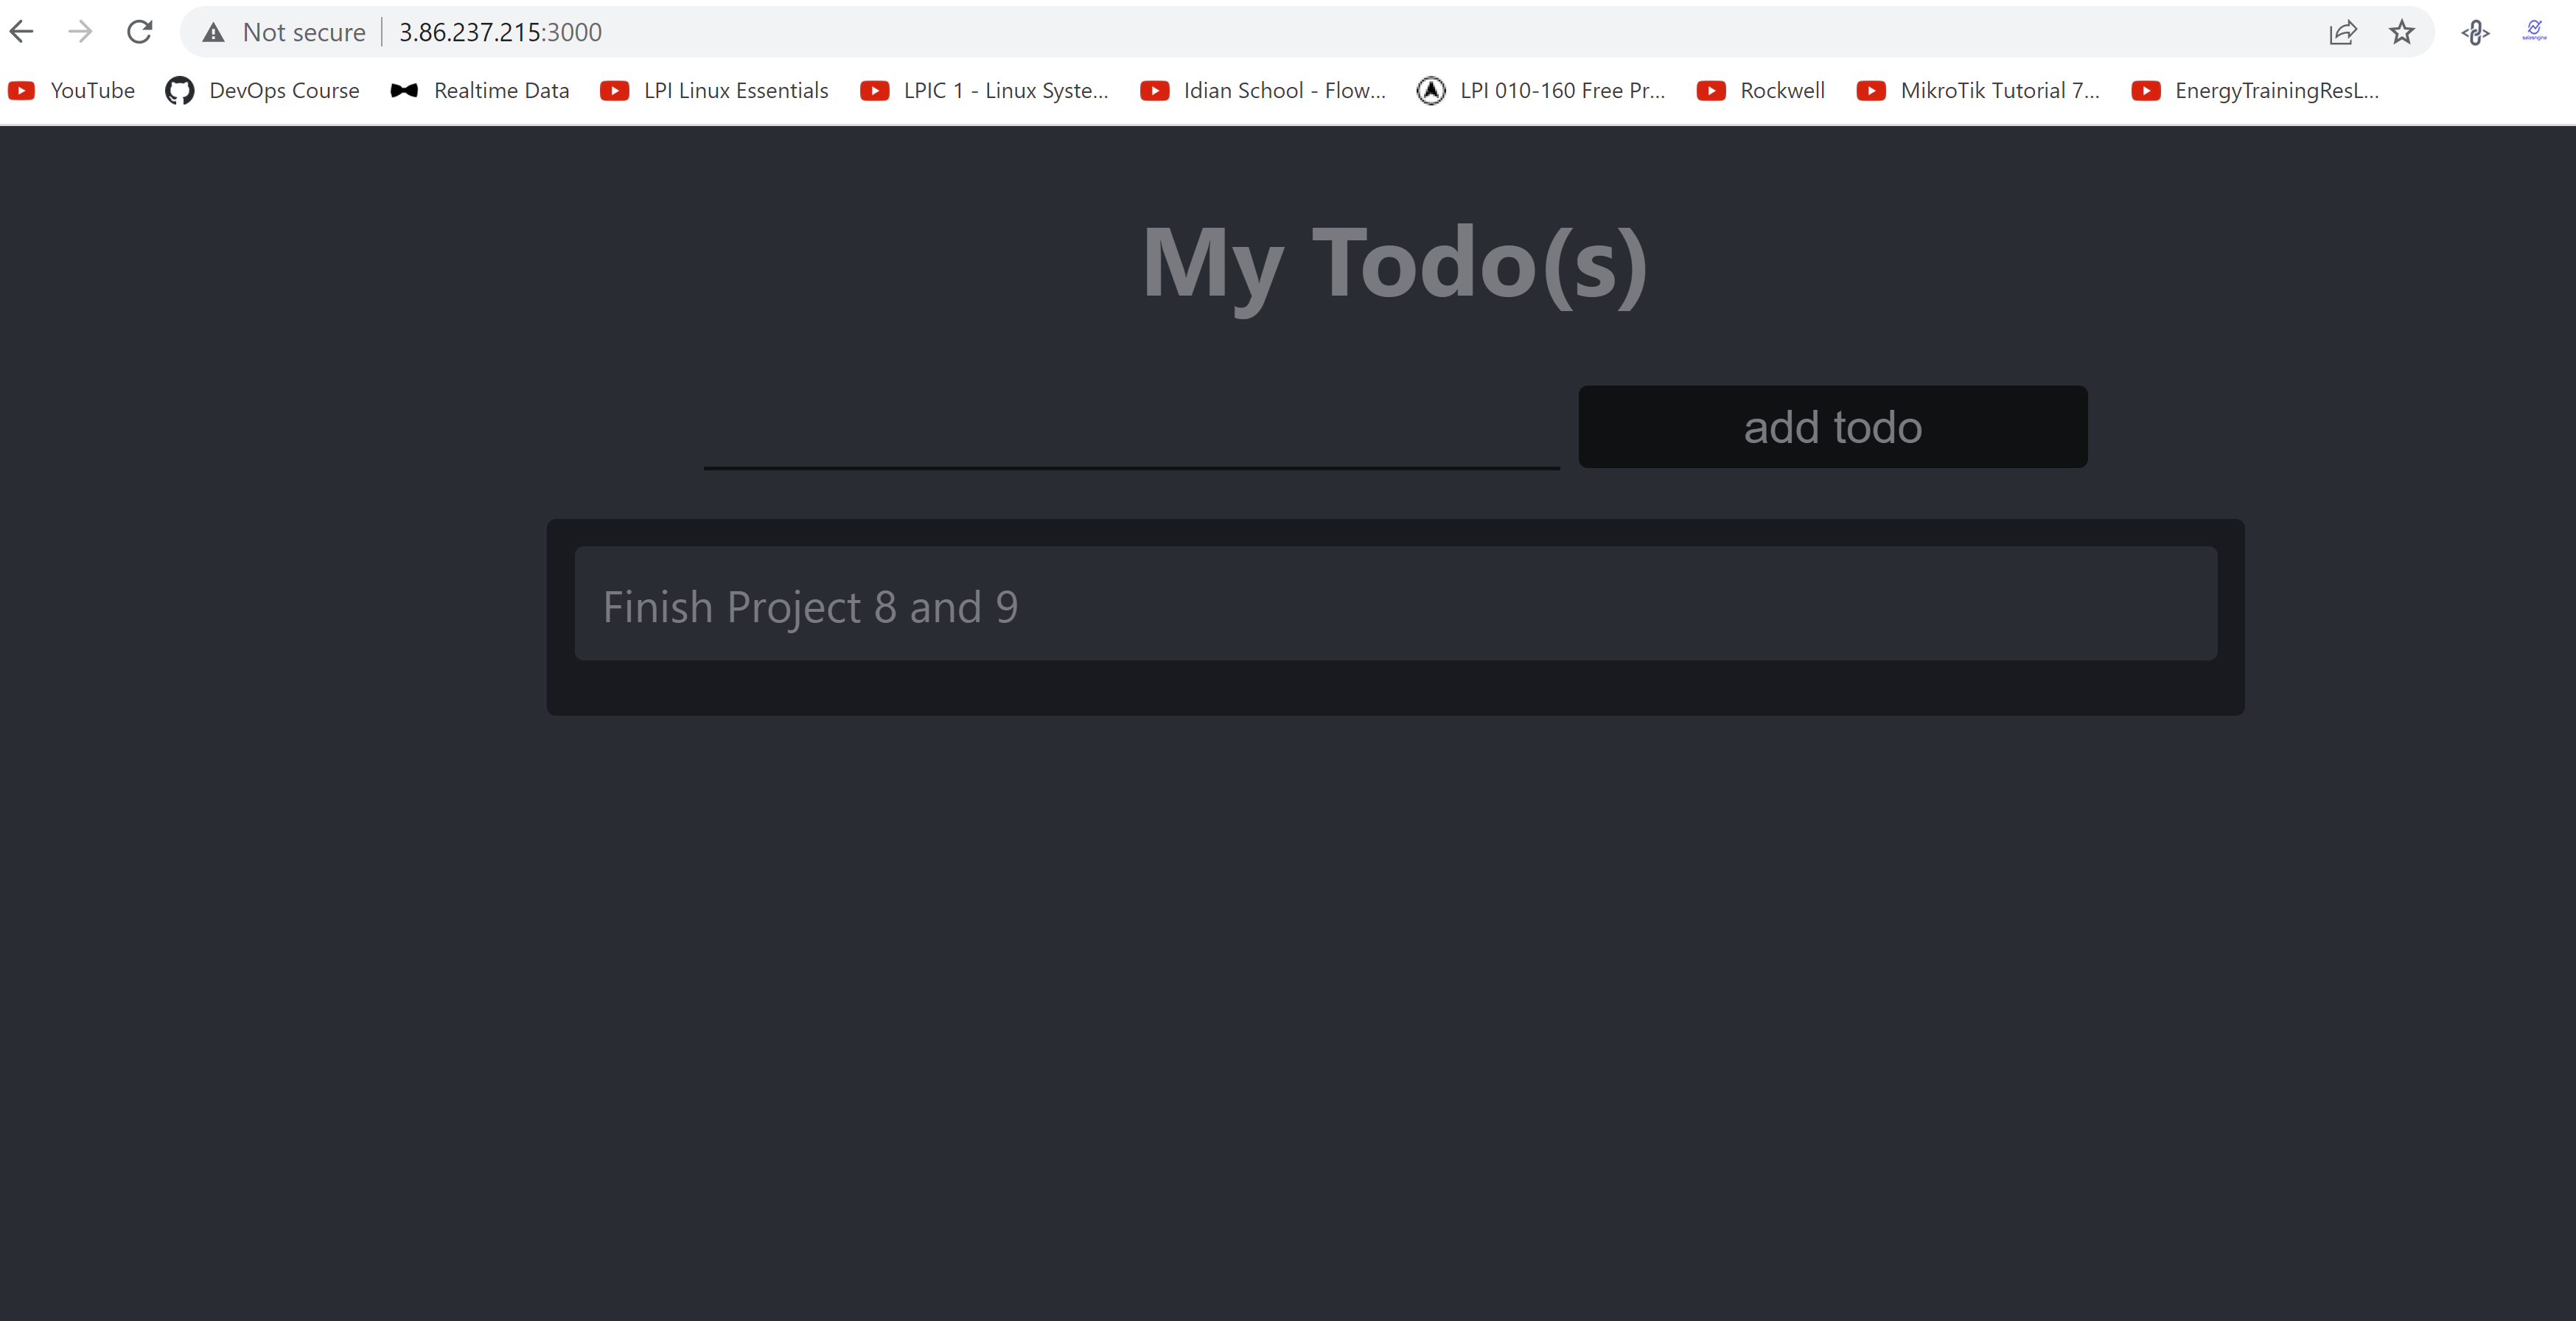 Not secure 3.86.237.215:3000
YouTube DevOps Course Realtime Data LPI Linux Essentials LPIC 1 - Linux Syste... Idian School - Flow... LPI 010-160 Free Pr... Rockwell MikroTik Tutorial 7... EnergyTrainingResL...
My Todo(s)
add todo
Finish Project 8 and 9